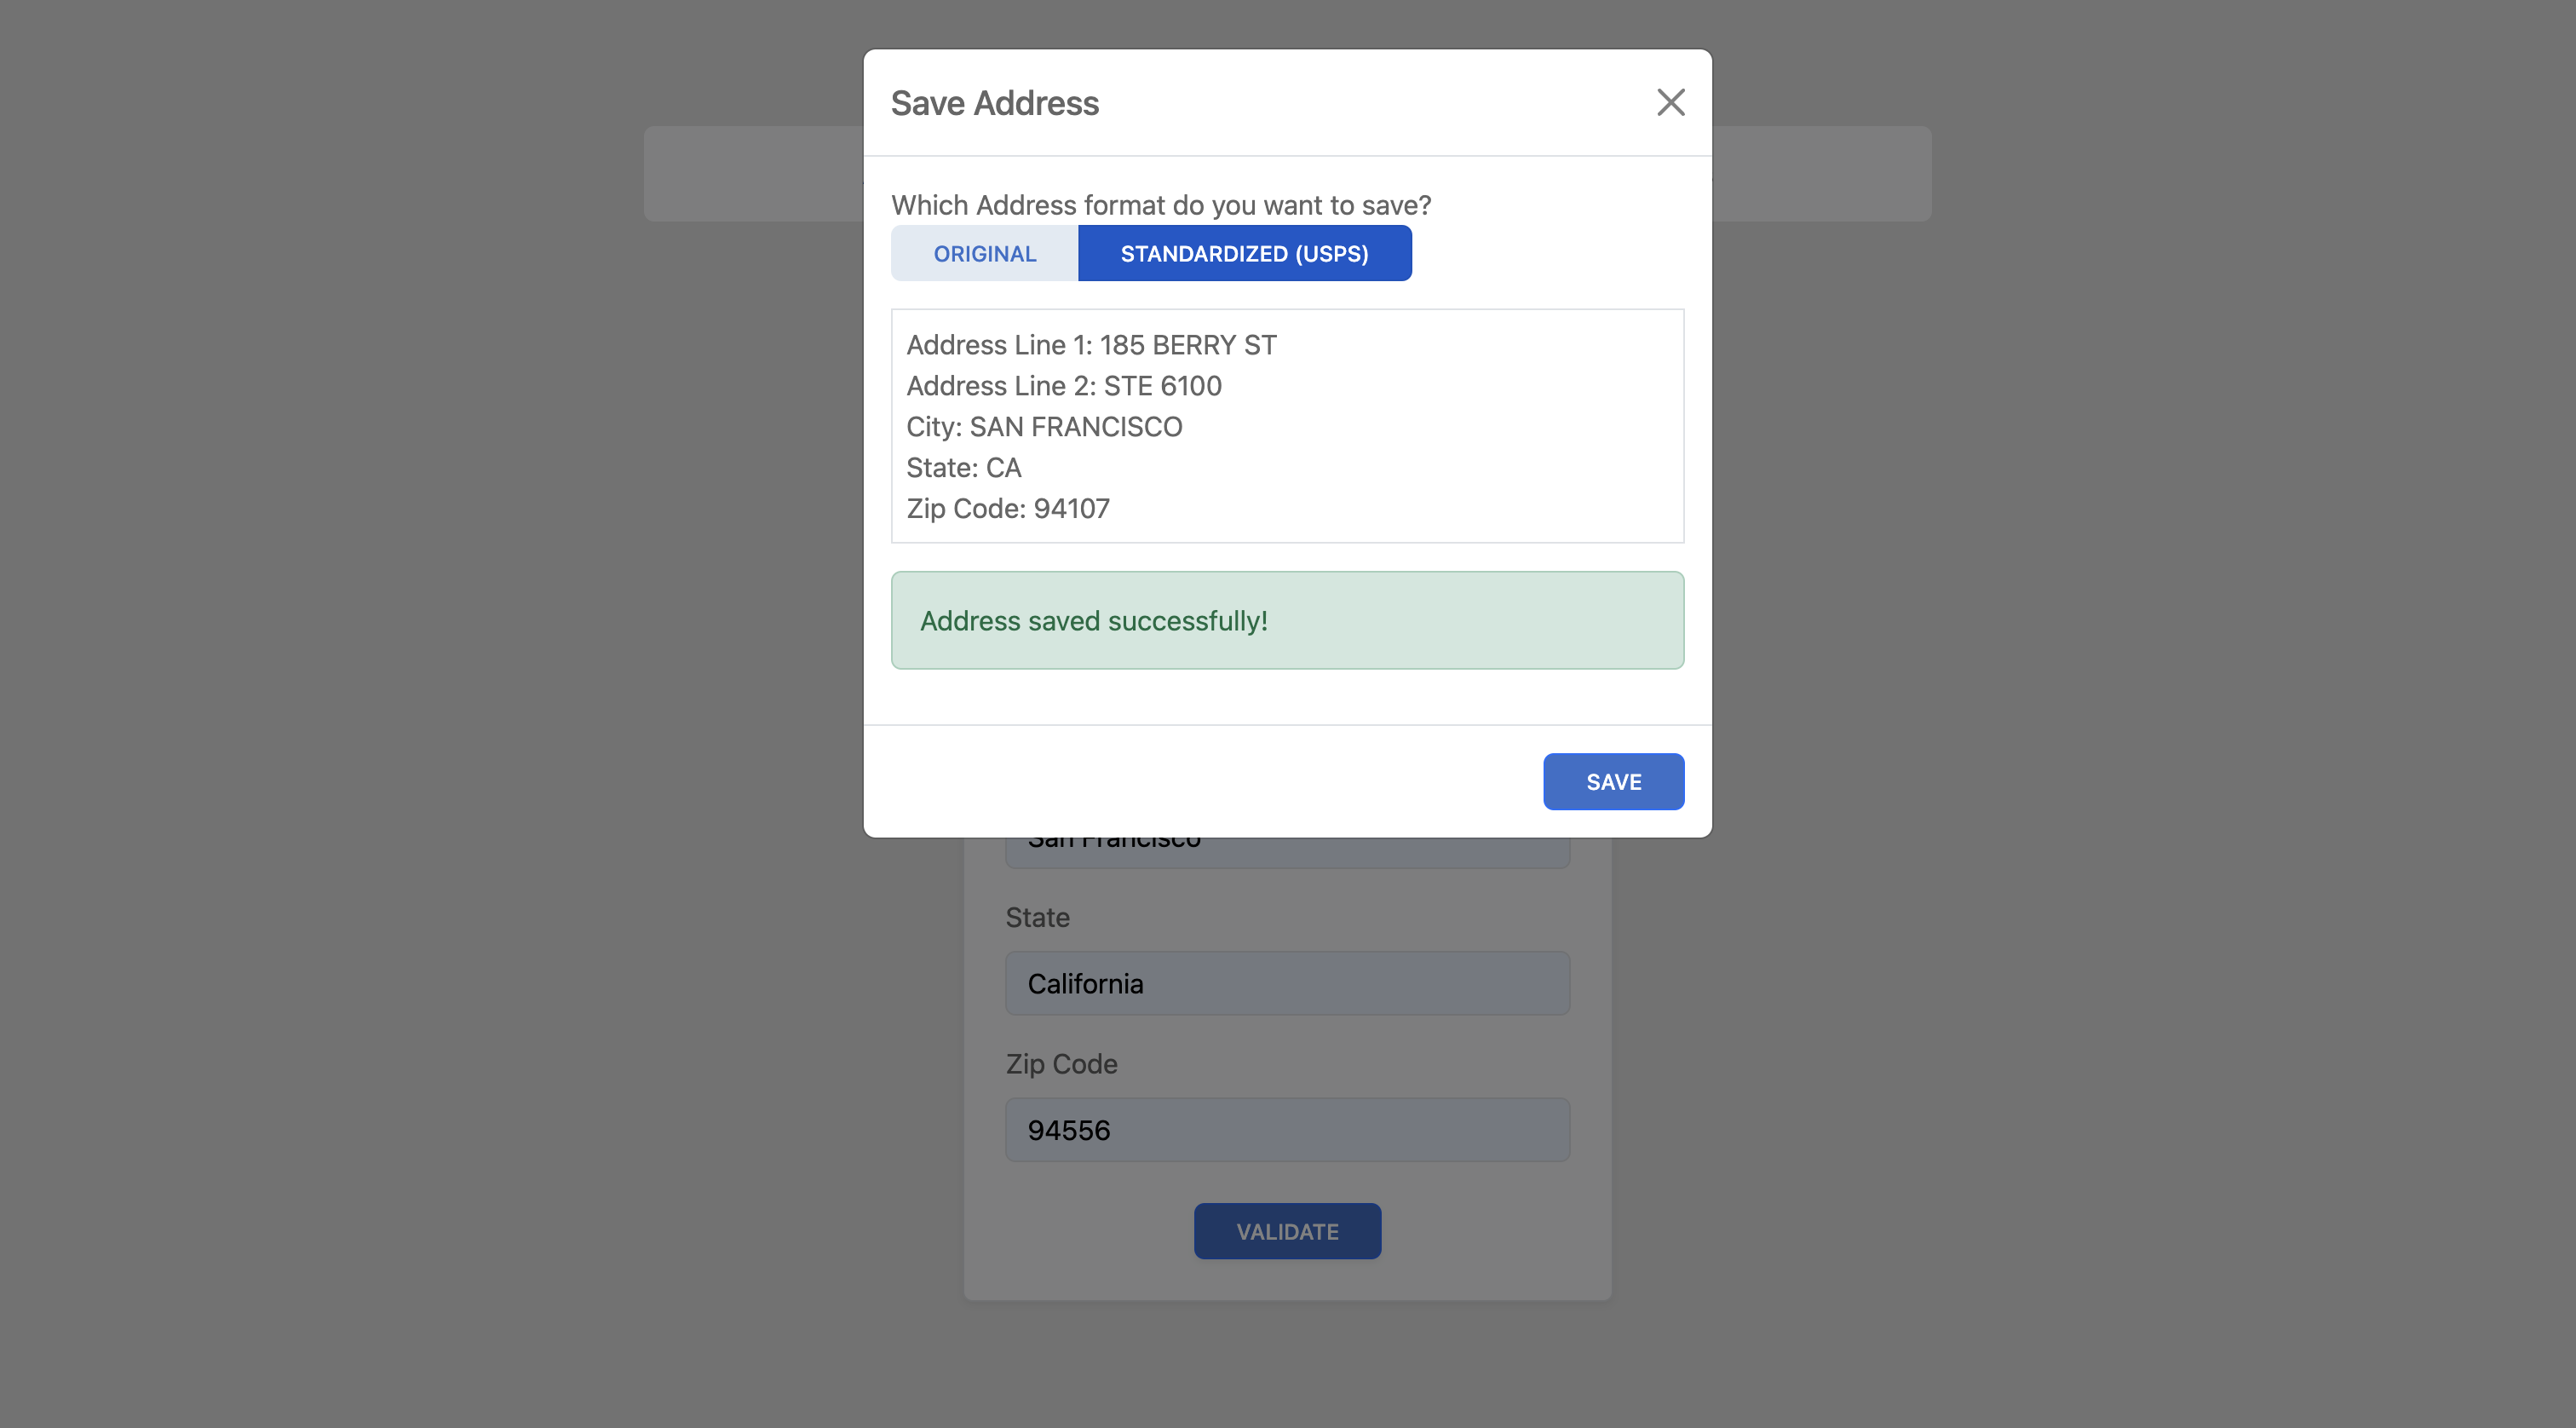 Save Address
Which Address format do you want to save?
ORIGINAL
STANDARDIZED (USPS)
Address Line 1: 185 BERRY ST
Address Line 2: STE 6100
City: SAN FRANCISCO
State: CA
Zip Code: 94107
Address saved successfully!
SAVE
San Francisco
State
California
Zip Code
94556
VALIDATE